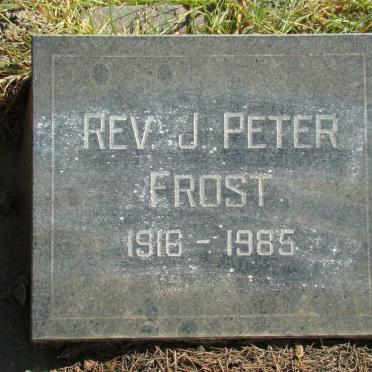 REV. J. PETER
FROST
1916 - 1985